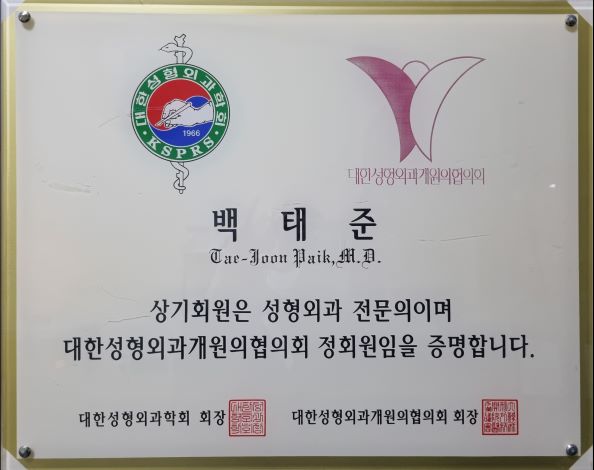 대한성형외과학회
1966
KSPRS
대한성형외과개원의협의회
백 태 준
Tae-Joon Paik, M.D.
상기회원은 성형외과 전문의이며
대한성형외과개원의협의회 정회원임을 증명합니다.
대한성형외과학회 회장
대한성형외과개원의협의회 회장